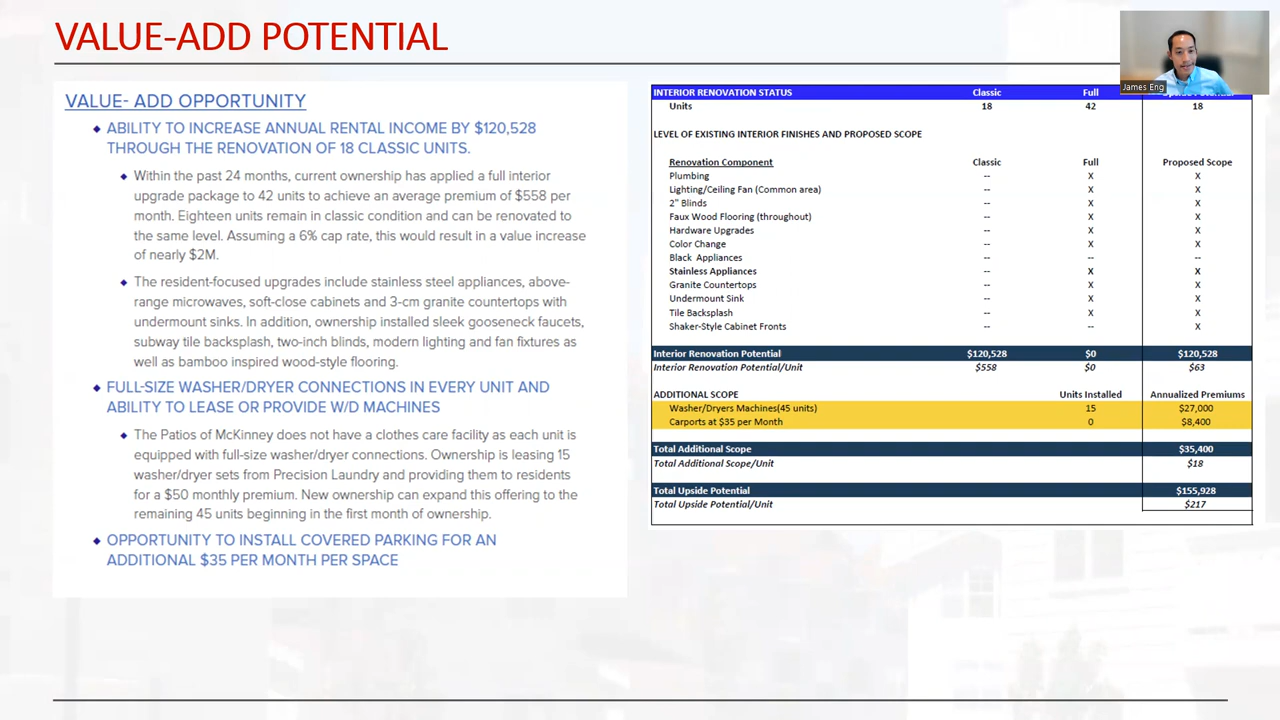 VALUE-ADD POTENTIAL
James Eng
VALUE- ADD OPPORTUNITY
ABILITY TO INCREASE ANNUAL RENTAL INCOME BY $120,528
THROUGH THE RENOVATION OF 18 CLASSIC UNITS.
Within the past 24 months, current ownership has applied a full interior
upgrade package to 42 units to achieve an average premium of $558 per
month. Eighteen units remain in classic condition and can be renovated to
the same level. Assuming a 6% cap rate, this would result in a value increase
of nearly $2M.
The resident-focused upgrades include stainless steel appliances, above-
range microwaves, soft-close cabinets and 3-cm granite countertops with
undermount sinks. In addition, ownership installed sleek gooseneck faucets,
subway tile backsplash, two-inch blinds, modern lighting and fan fixtures as
well as bamboo inspired wood-style flooring.
FULL-SIZE WASHER/DRYER CONNECTIONS IN EVERY UNIT AND
ABILITY TO LEASE OR PROVIDE W/D MACHINES
The Patios of McKinney does not have a clothes care facility as each unit is
equipped with full-size washer/dryer connections. Ownership is leasing 15
washer/dryer sets from Precision Laundry and providing them to residents
for a $50 monthly premium. New ownership can expand this offering to the
remaining 45 units beginning in the first month of ownership.
OPPORTUNITY TO INSTALL COVERED PARKING FOR AN
ADDITIONAL $35 PER MONTH PER SPACE
INTERIOR RENOVATION STATUS Classic Full
Units 18 42 18
LEVEL OF EXISTING INTERIOR FINISHES AND PROPOSED SCOPE
Renovation Component Classic Full Proposed Scope
Plumbing -- X X
Lighting/Ceiling Fan (Common area) -- X X
2" Blinds -- X X
Faux Wood Flooring (throughout) -- X X
Hardware Upgrades -- X X
Color Change -- X X
Black Appliances -- -- --
Stainless Appliances -- X X
Granite Countertops -- X X
Undermount Sink -- X X
Tile Backsplash -- X X
Shaker-Style Cabinet Fronts -- -- X
Interior Renovation Potential $120,528 $0 $120,528
Interior Renovation Potential/Unit $558 $0 $63
ADDITIONAL SCOPE Units Installed Annualized Premiums
Washer/Dryers Machines(45 units) 15 $27,000
Carports at $35 per Month 0 $8,400
Total Additional Scope $35,400
Total Additional Scope/Unit $18
Total Upside Potential $155,928
Total Upside Potential/Unit $217